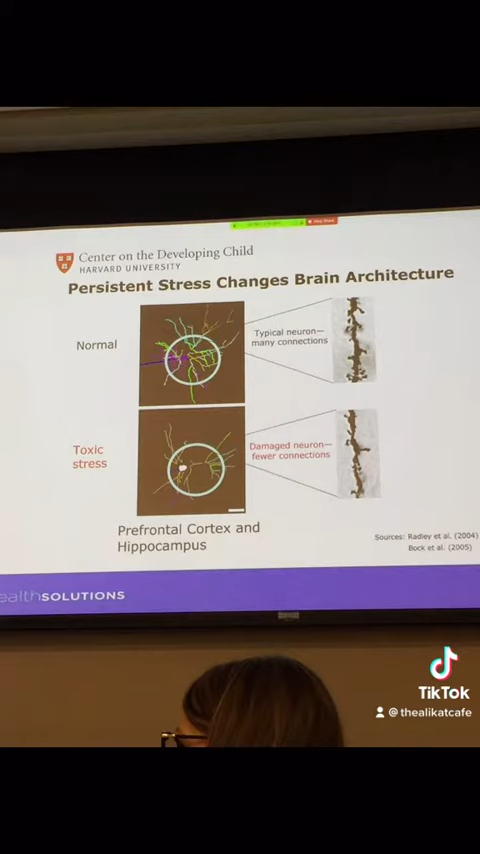 Center on the Developing Child
HARVARD UNIVERSITY
Persistent Stress Changes Brain Architecture
Normal
Typical neuron—
many connections
Toxic
stress
Damaged neuron—
fewer connections
Prefrontal Cortex and
Hippocampus
Sources: Radley et al. (2004)
Bock et al. (2005)
ealthSOLUTIONS
TikTok
@thealikatcafe